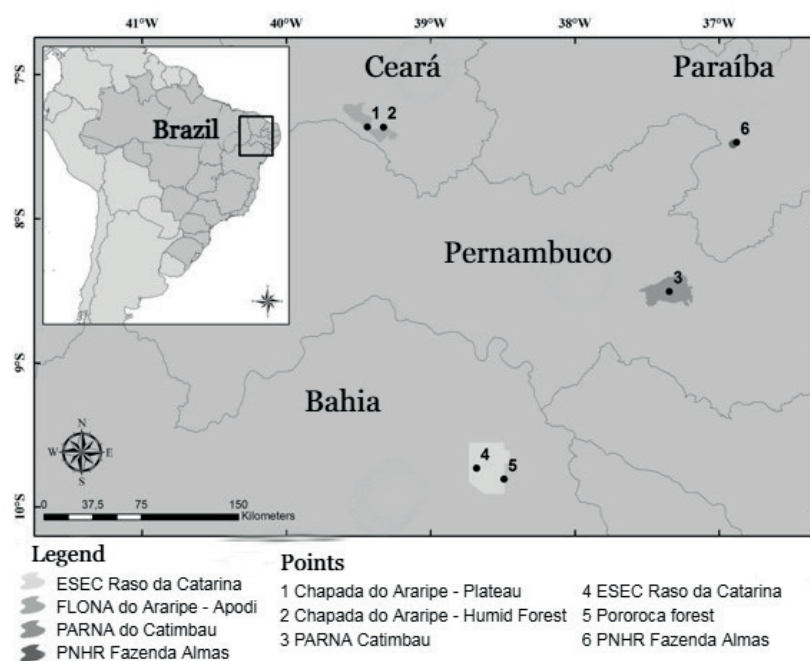 41°W 40°W 39°W 38°W 37°W
7°S
8°S
9°S
10°S
Ceará
Paraíba
Brazil
1 2
6
Pernambuco
3
Bahia
4
5
N
W E
S
0 37,5 75 150
Kilometers
Legend
ESEC Raso da Catarina
FLONA do Araripe - Apodi
PARNA do Catimbau
PNHR Fazenda Almas
Points
1 Chapada do Araripe - Plateau
2 Chapada do Araripe - Humid Forest
3 PARNA Catimbau
4 ESEC Raso da Catarina
5 Pororoca forest
6 PNHR Fazenda Almas